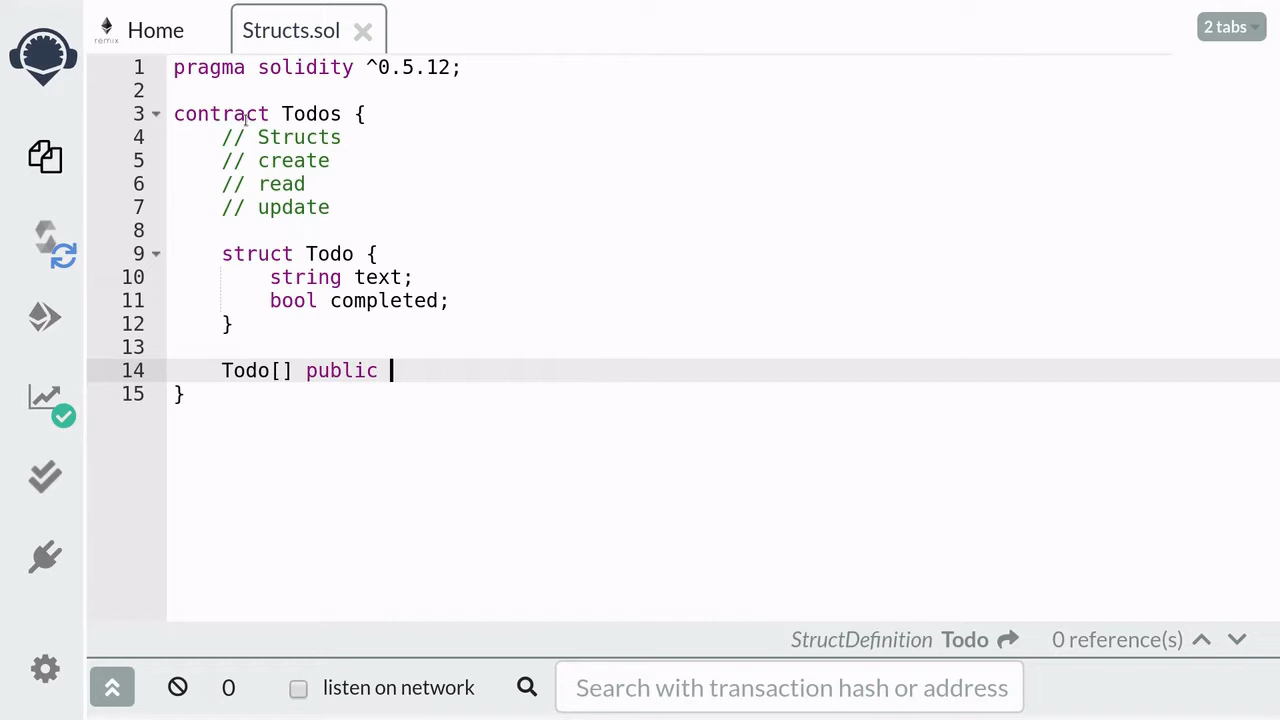 remix
Home
Structs.sol
2 tabs
1 pragma solidity ^0.5.12;
2
3 contract Todos {
4 // Structs
5 // create
6 // read
7 // update
8
9 struct Todo {
10 string text;
11 bool completed;
12 }
13
14 Todo[] public
15 }
StructDefinition Todo 0 reference(s)
0 listen on network Search with transaction hash or address